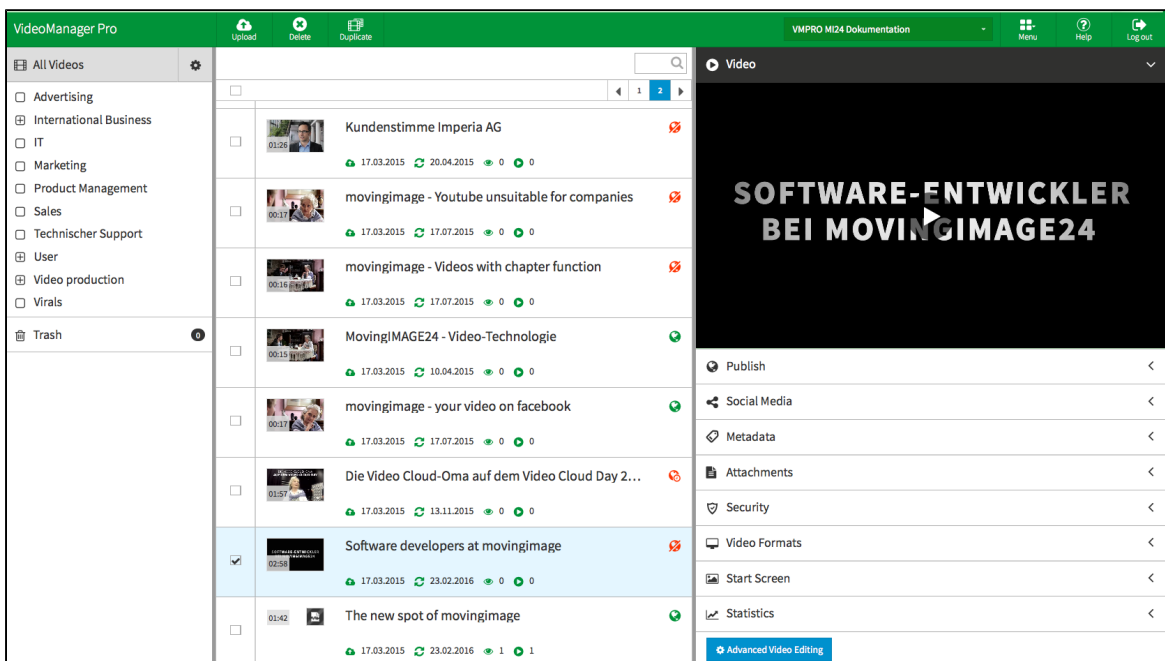 VideoManager Pro
Upload
Delete
Duplicate
VMPRO MI24 Dokumentation
Menu
Help
Log out
All Videos
Advertising
International Business
IT
Marketing
Product Management
Sales
Technischer Support
User
Video production
Virals
Trash
0
1
2
Kundenstimme Imperia AG
01:26
17.03.2015 20.04.2015 0 0
movingimage - Youtube unsuitable for companies
00:17
17.03.2015 17.07.2015 0 0
movingimage - Videos with chapter function
00:16
17.03.2015 17.07.2015 0 0
MovingIMAGE24 - Video-Technologie
00:15
17.03.2015 10.04.2015 0 0
movingimage - your video on facebook
00:17
17.03.2015 17.07.2015 0 0
Die Video Cloud-Oma auf dem Video Cloud Day 2...
01:57
17.03.2015 13.11.2015 0 0
Software developers at movingimage
02:58
17.03.2015 23.02.2016 0 0
The new spot of movingimage
01:42
17.03.2015 23.02.2016 1 1
Video
SOFTWARE-ENTWICKLER
BEI MOVINGIMAGE24
Publish
Social Media
Metadata
Attachments
Security
Video Formats
Start Screen
Statistics
Advanced Video Editing